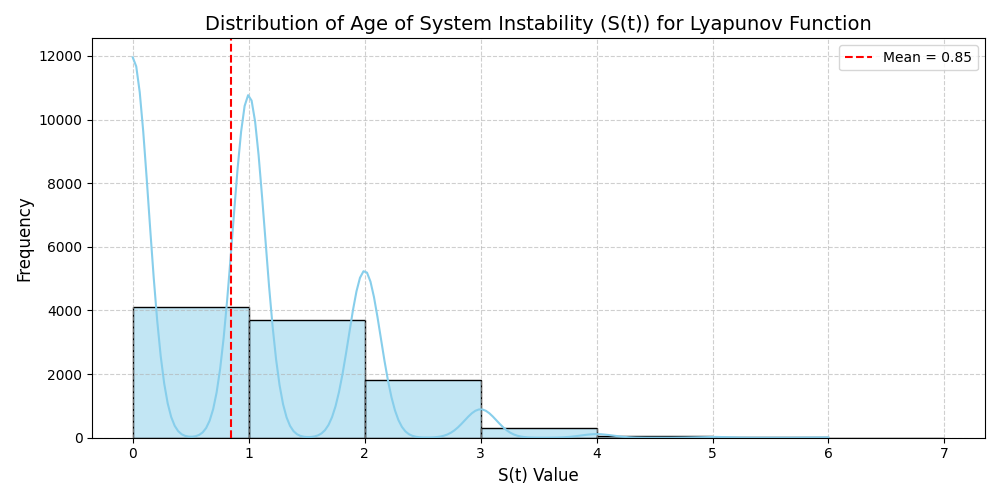 Distribution of Age of System Instability (S(t)) for Lyapunov Function
Mean = 0.85
Frequency
12000
10000
8000
6000
4000
2000
0
0 1 2 3 4 5 6 7
S(t) Value